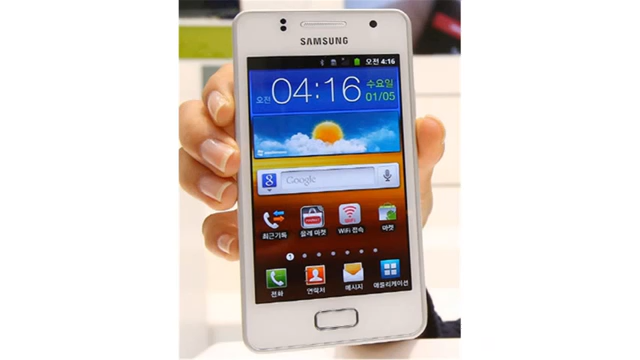 SAMSUNG
오전 4:16
오전 04:16 수요일
01/05
g Google
최근기록 올레 마켓 WiFi 접속 마켓
1
전화 연락처 메시지 애플리케이션